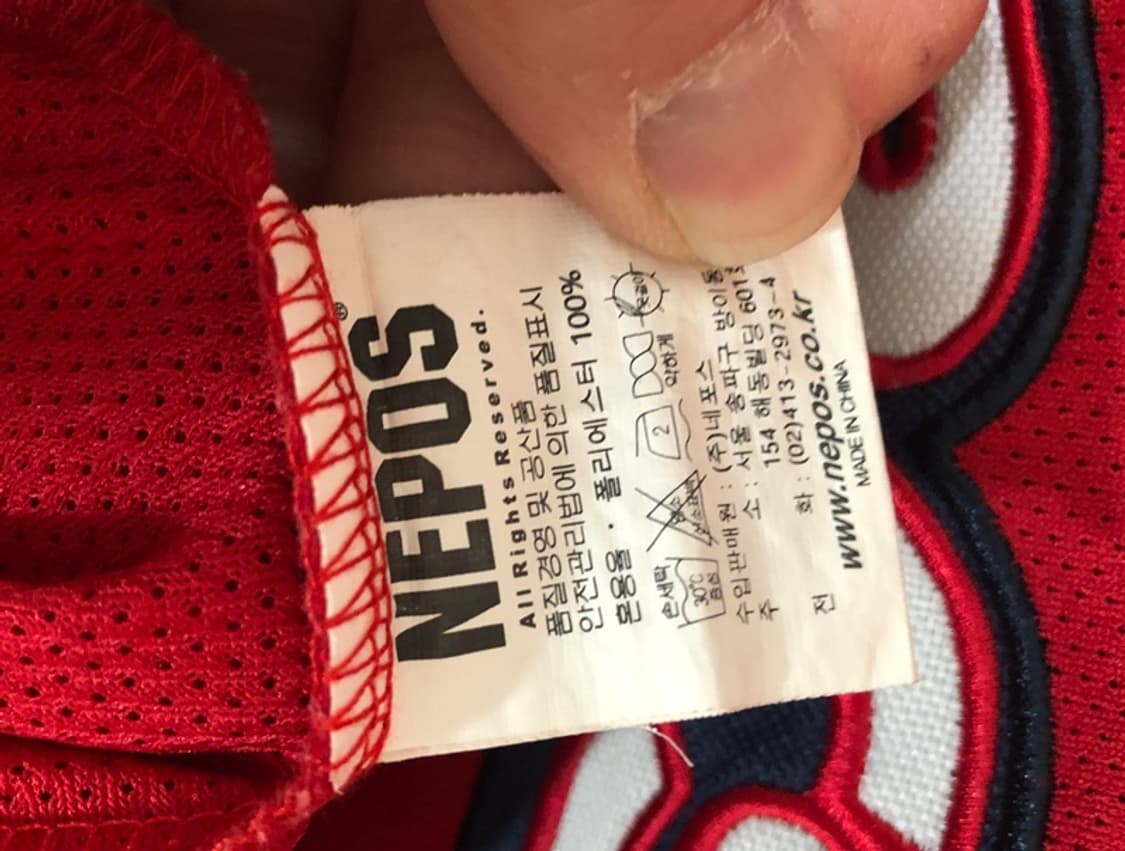 NEPOS®
All Rights Reserved.
품질경영 및 공산품
안전관리법에 의한 품질표시
혼용율 · 폴리에스터 100%
손세탁 약하게
30℃ 중성 2
수입판매원 : (주)네포스
주 소 : 서울 송파구 방이동
154 해동빌딩 601
전 화 : (02)413-2973~4
www.nepos.co.kr
MADE IN CHINA